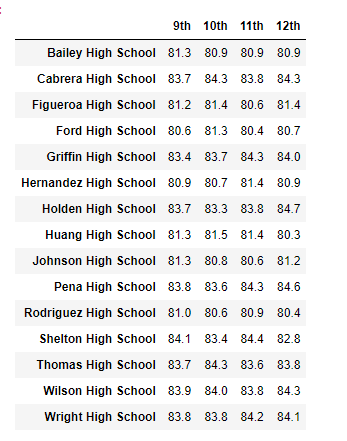 9th 10th 11th 12th
Bailey High School 81.3 80.9 80.9 80.9
Cabrera High School 83.7 84.3 83.8 84.3
Figueroa High School 81.2 81.4 80.6 81.4
Ford High School 80.6 81.3 80.4 80.7
Griffin High School 83.4 83.7 84.3 84.0
Hernandez High School 80.9 80.7 81.4 80.9
Holden High School 83.7 83.3 83.8 84.7
Huang High School 81.3 81.5 81.4 80.3
Johnson High School 81.3 80.8 80.6 81.2
Pena High School 83.8 83.6 84.3 84.6
Rodriguez High School 81.0 80.6 80.9 80.4
Shelton High School 84.1 83.4 84.4 82.8
Thomas High School 83.7 84.3 83.6 83.8
Wilson High School 83.9 84.0 83.8 84.3
Wright High School 83.8 83.8 84.2 84.1